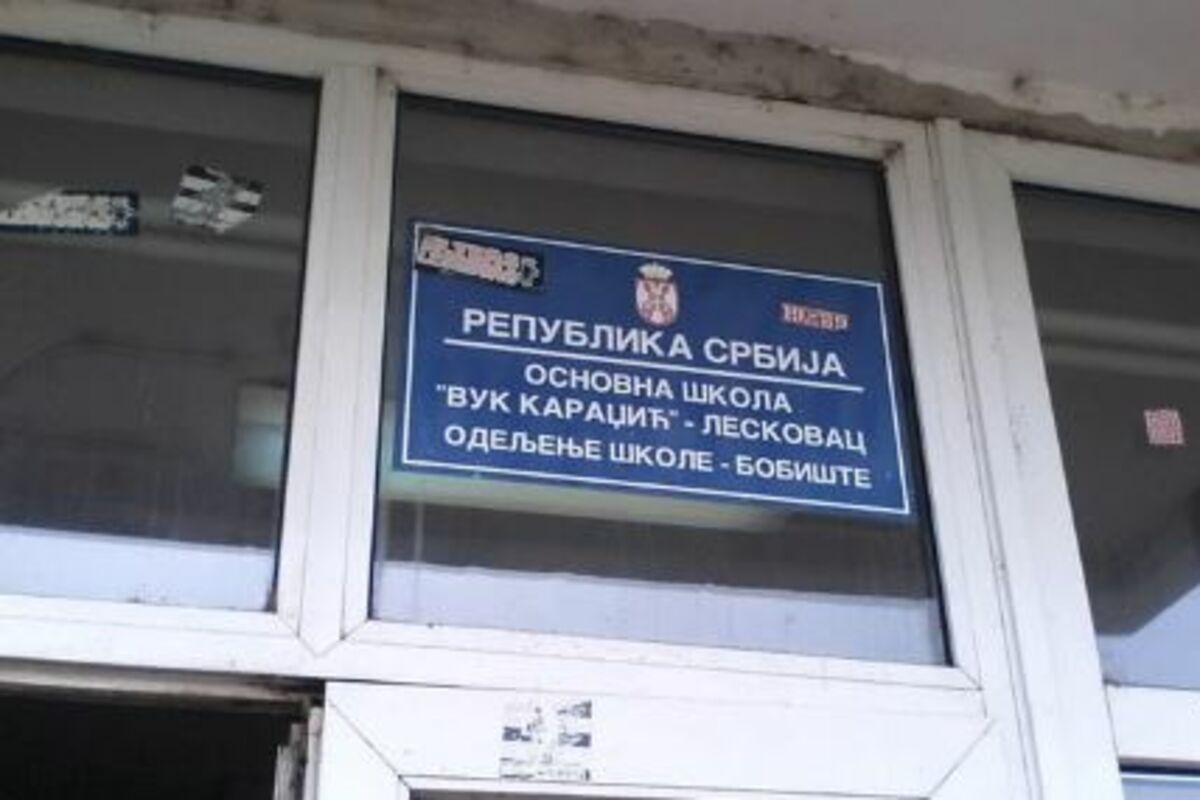 РЕПУБЛИКА СРБИЈА
ОСНОВНА ШКОЛА
"ВУК КАРАЏИЋ" - ЛЕСКОВАЦ
ОДЕЉЕЊЕ ШКОЛЕ - БОБИШТЕ